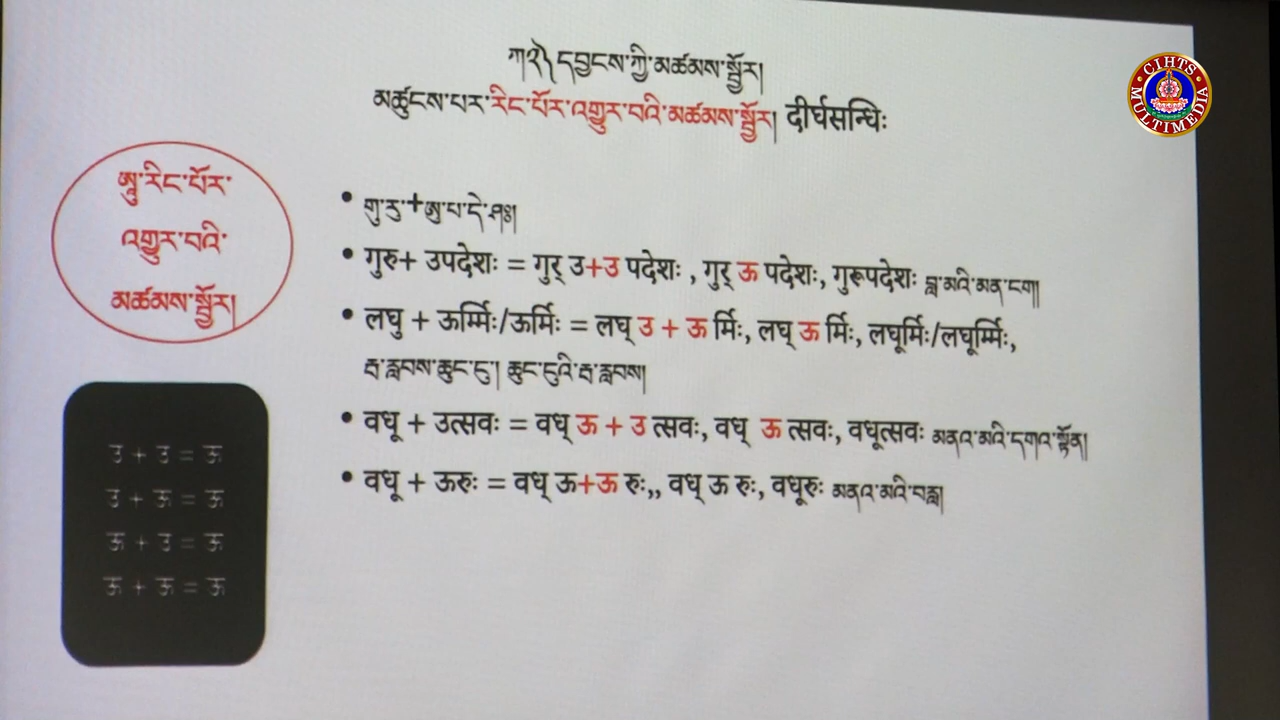 ཀ༢༽ དབྱངས་ཀྱི་མཚམས་སྦྱོར།
མཚུངས་པར་རིང་པོར་འགྱུར་བའི་མཚམས་སྦྱོར། दीर्घसन्धिः
CIHTS MULTIMEDIA
ཨཱུ་རིང་པོར་
འགྱུར་བའི་
མཚམས་སྦྱོར།
• གུ་རུ་+ཨུ་པ་དེ་ཤཿ།
• गुरु+ उपदेशः = गुर् उ+उ पदेशः , गुर् ऊ पदेशः, गुरूपदेशः བླ་མའི་མན་ངག།
• लघु + ऊर्म्मिः/ऊर्मिः = लघ् उ + ऊ र्मिः, लघ् ऊ र्मिः, लघूर्मिः/लघूर्म्मिः,
རྦ་རླབས་ཆུང་ངུ། ཆུང་ངུའི་རྦ་རླབས།
• वधू + उत्सवः = वध् ऊ + उ त्सवः, वध् ऊ त्सवः, वधूत्सवः མནའ་མའི་དགའ་སྟོན།
• वधू + ऊरुः = वध् ऊ+ऊ रुः,, वध् ऊ रुः, वधूरुः མནའ་མའི་བརླ།
उ + उ = ऊ
उ + ऊ = ऊ
ऊ + उ = ऊ
ऊ + ऊ = ऊ